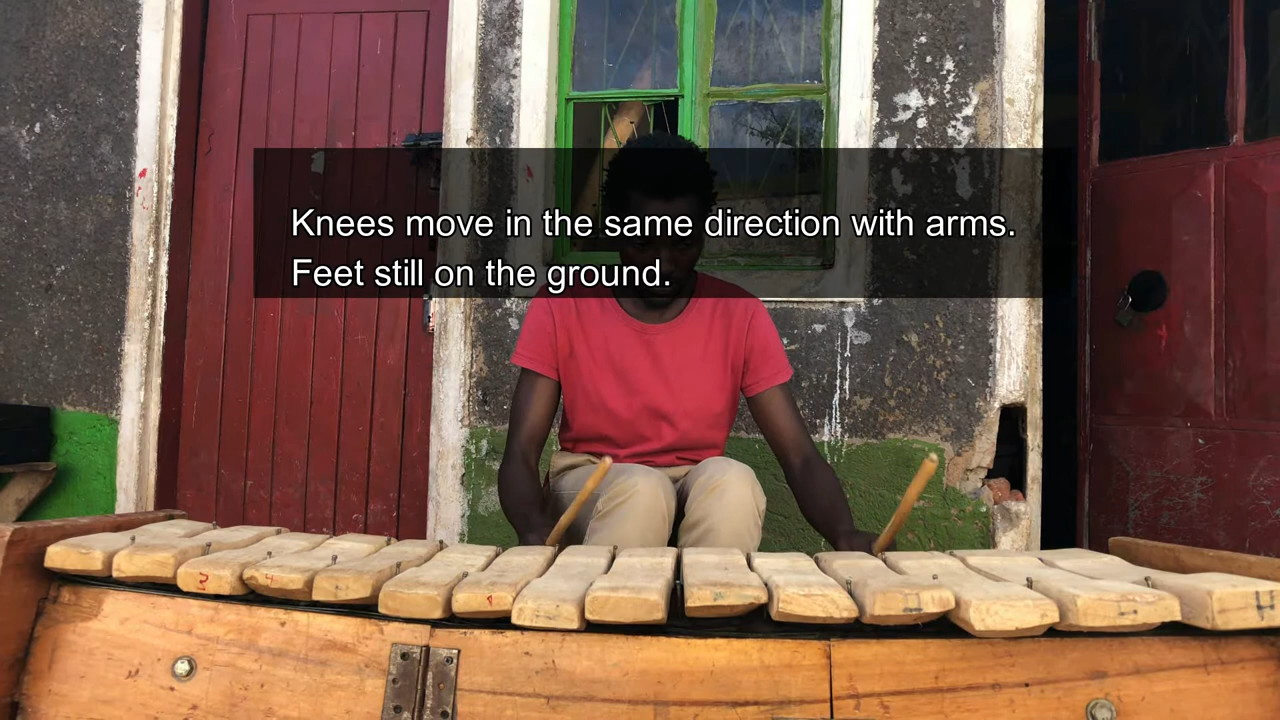 Knees move in the same direction with arms.
Feet still on the ground.